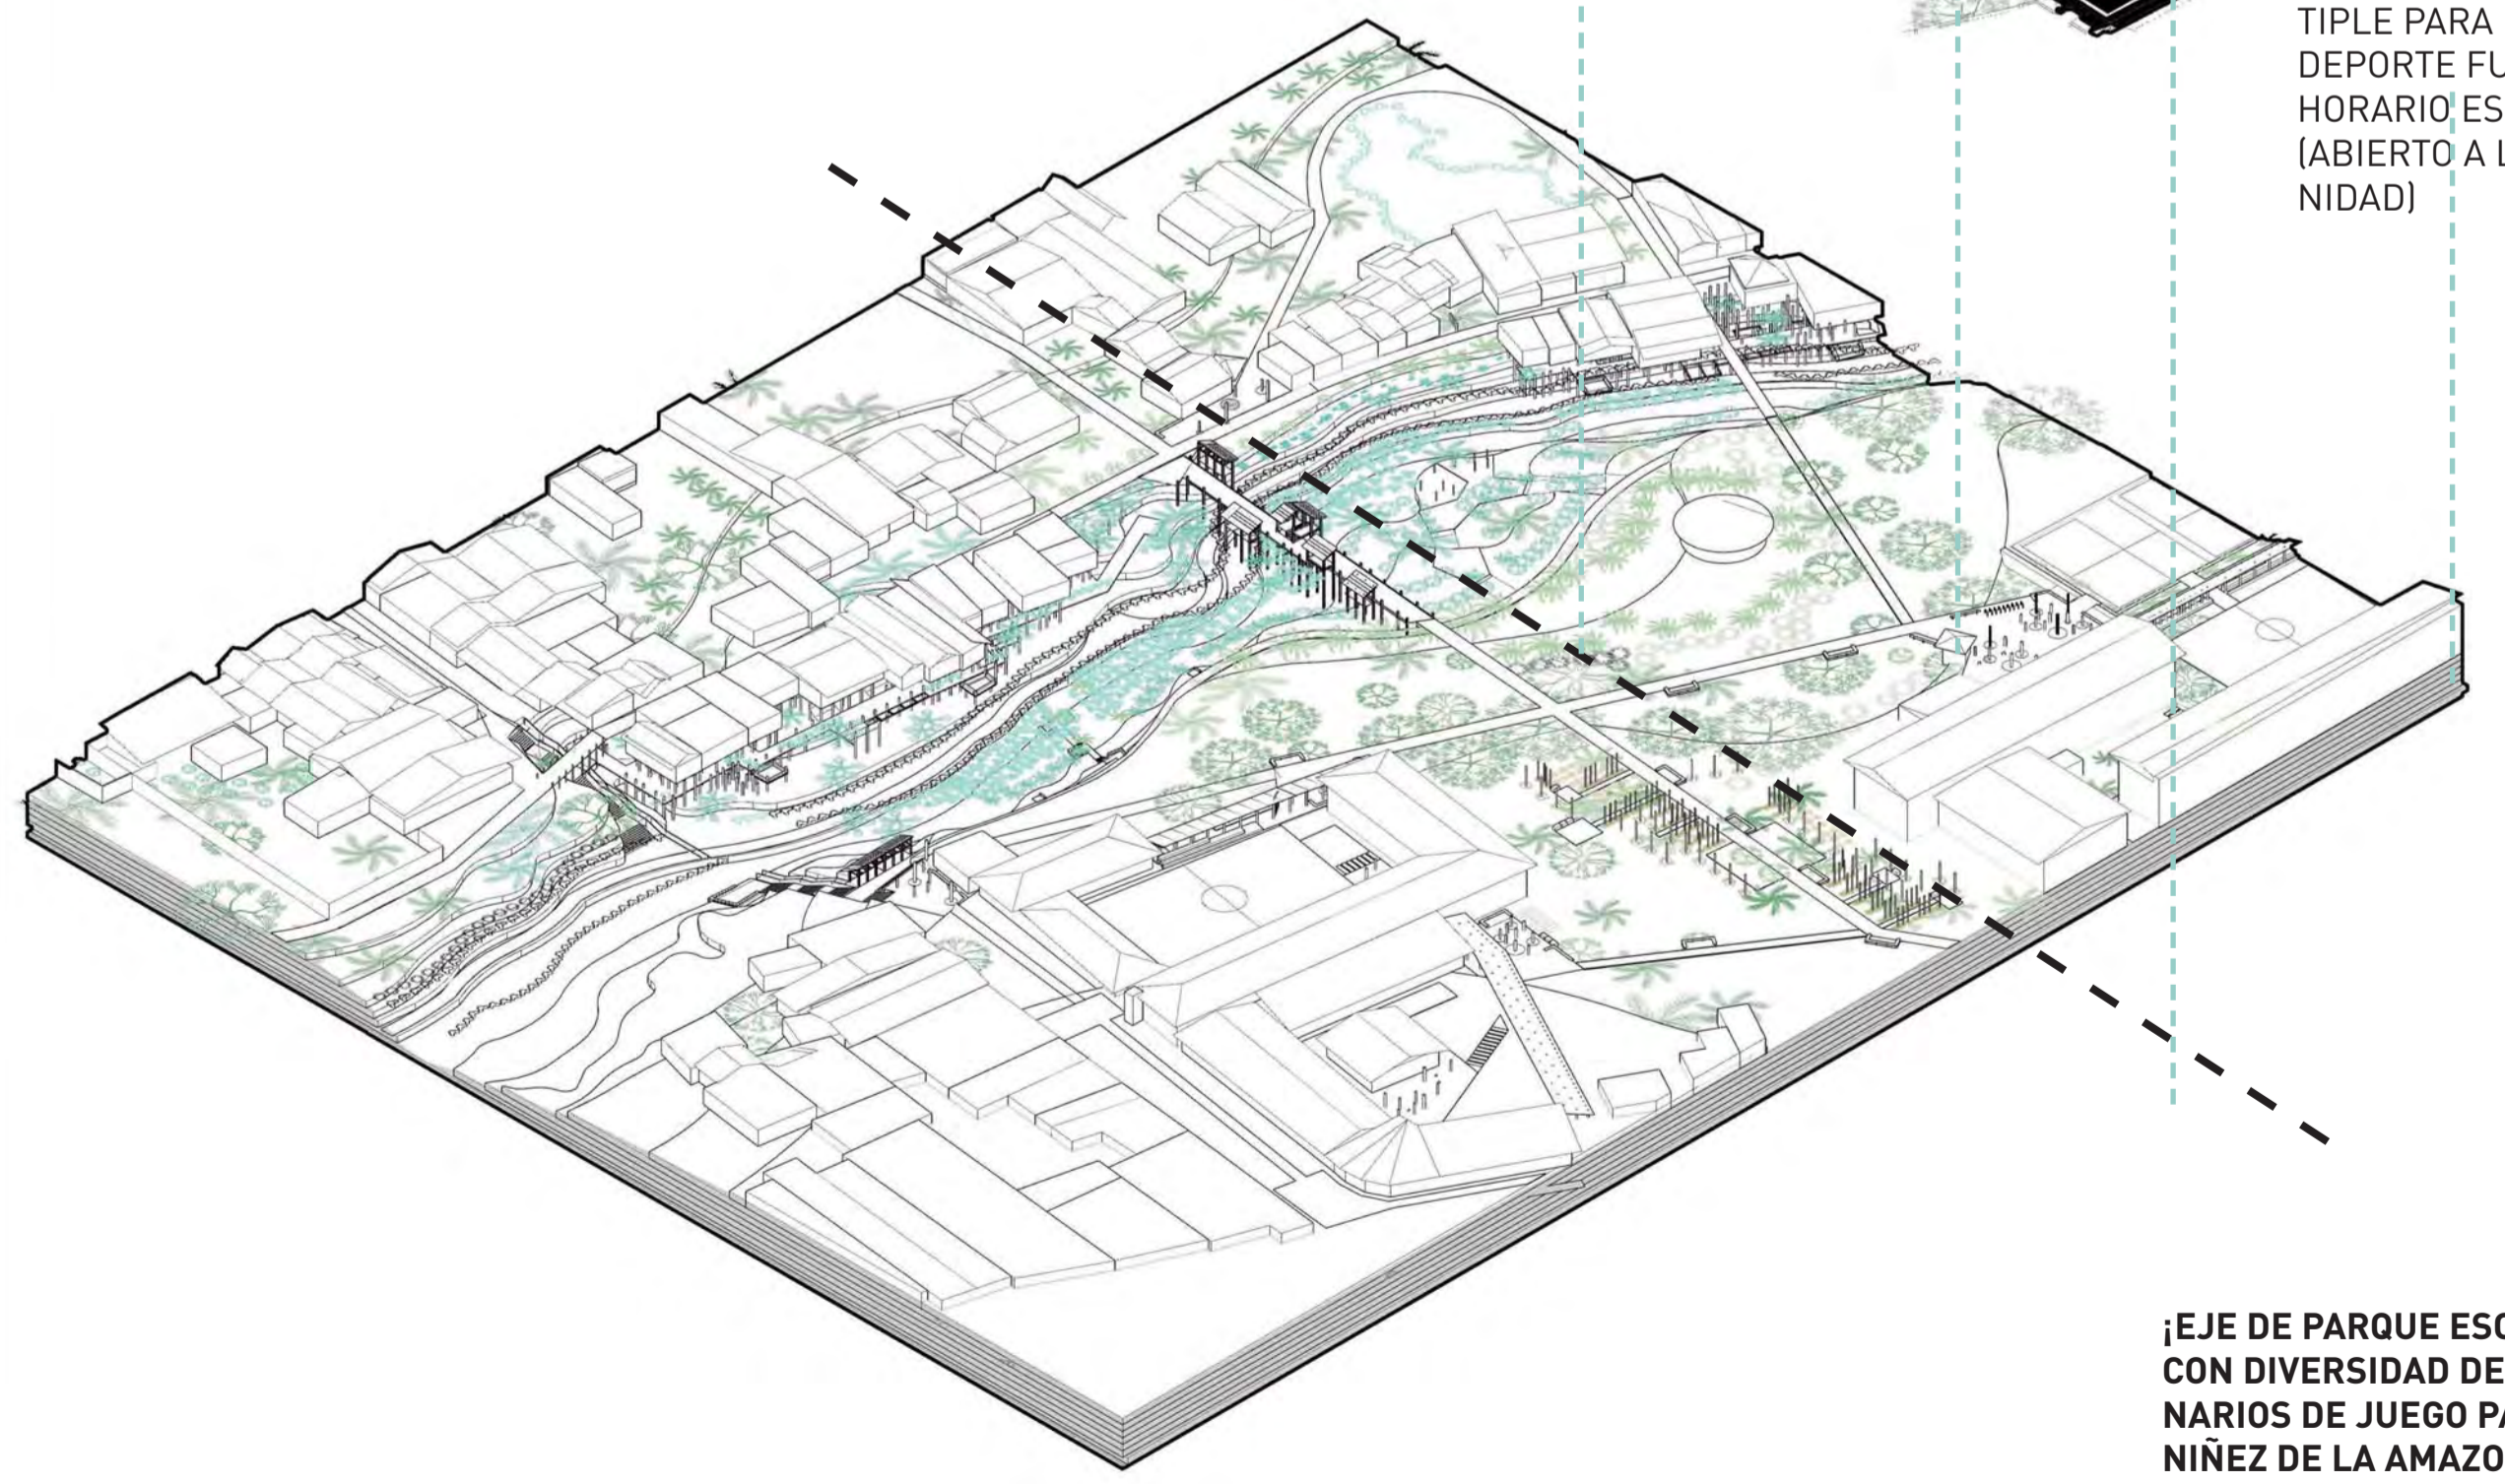 TIPLE PARA
DEPORTE FU
HORARIO ES
(ABIERTO A L
NIDAD)
¡EJE DE PARQUE ESC
CON DIVERSIDAD DE
NARIOS DE JUEGO PA
NIÑEZ DE LA AMAZO